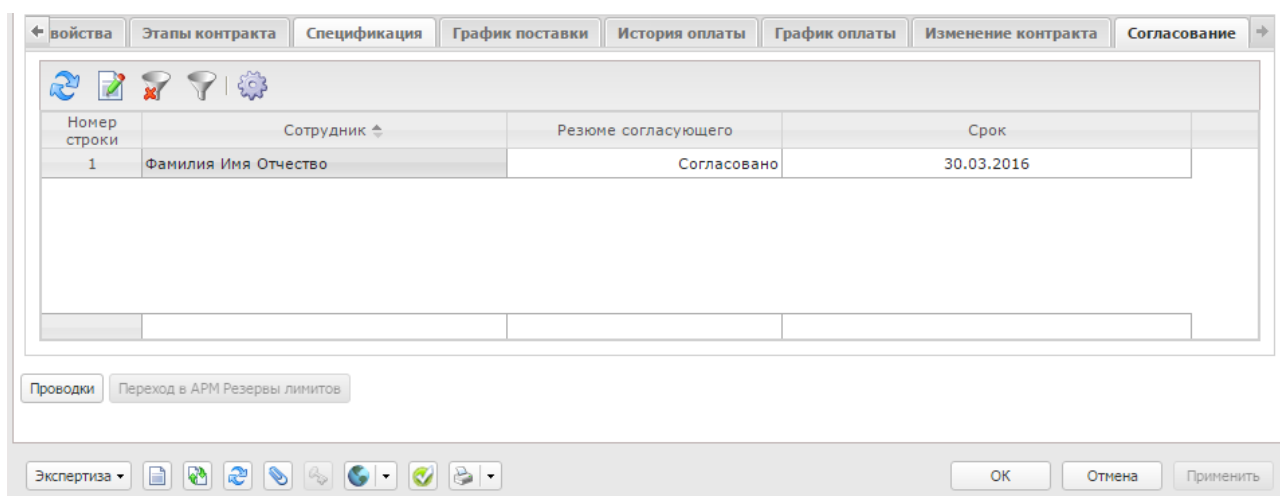 войства Этапы контракта Спецификация График поставки История оплаты График оплаты Изменение контракта Согласование
Номер строки Сотрудник Резюме согласующего Срок
1 Фамилия Имя Отчество Согласовано 30.03.2016
Проводки Переход в АРМ Резервы лимитов
Экспертиза OK Отмена Применить